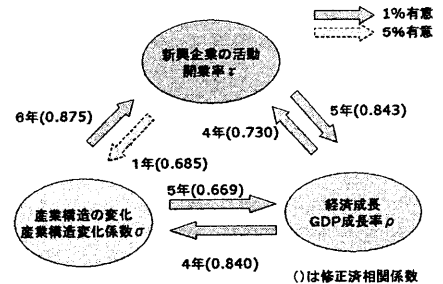 1%有意
5%有意
新興企業の活動
開業率τ
6年(0.875)
5年(0.843)
4年(0.730)
1年(0.685)
5年(0.669)
産業構造の変化
産業構造変化係数σ
経済成長
GDP成長率ρ
4年(0.840)
()は修正済相関係数